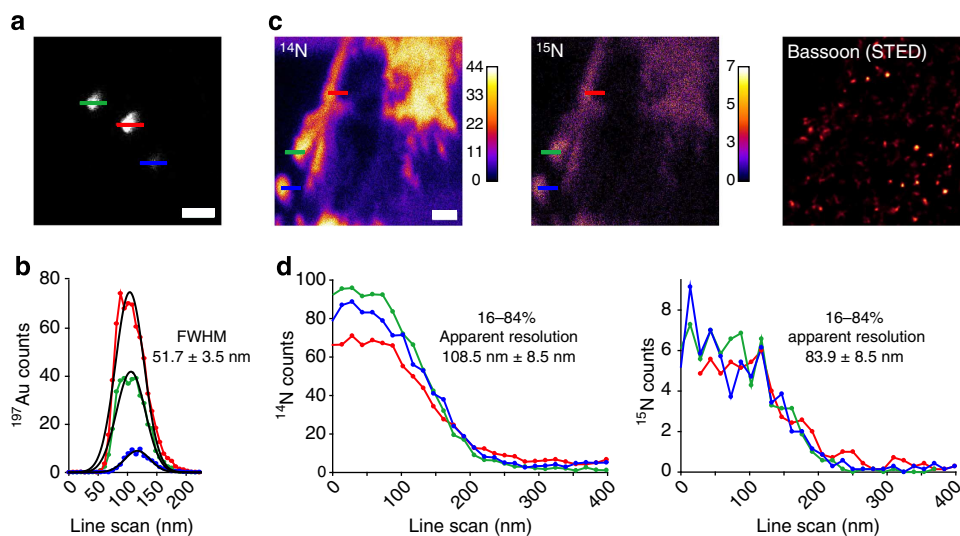 a
c
¹⁴N
44
33
22
11
0
¹⁵N
7
6
5
4
3
2
1
0
Bassoon (STED)
b
80
60
40
20
0
¹⁹⁷Au counts
FWHM
51.7 ± 3.5 nm
0
50
100
200
Line scan (nm)
d
100
80
60
40
20
0
¹⁴N counts
16–84%
Apparent resolution
108.5 nm ± 8.5 nm
0
100
200
300
400
Line scan (nm)
8
6
4
2
0
¹⁵N counts
16–84%
apparent resolution
83.9 ± 8.5 nm
0
100
200
300
400
Line scan (nm)